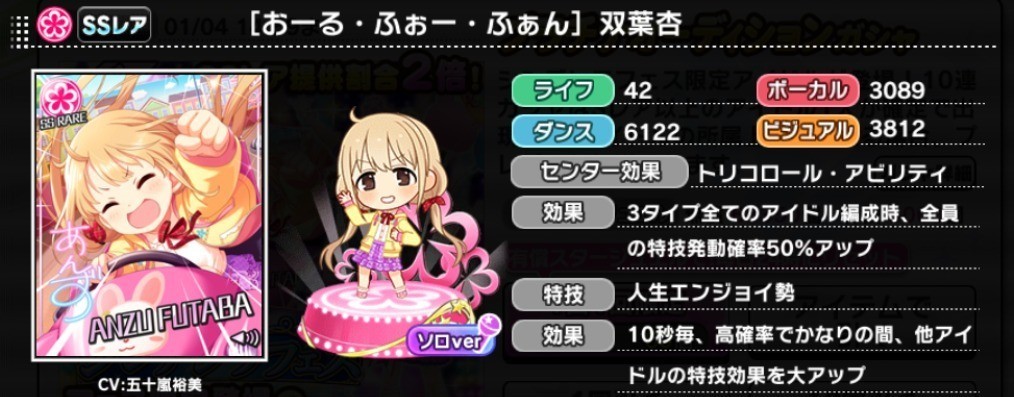 SSレア [おーる・ふぉー・ふぁん] 双葉杏
SS RARE
あんず
ANZU FUTABA
CV:五十嵐裕美
ソロver
ライフ 42 ボーカル 3089
ダンス 6122 ビジュアル 3812
センター効果 トリコロール・アビリティ
効果 3タイプ全てのアイドル編成時、全員
の特技発動確率50%アップ
特技 人生エンジョイ勢
効果 10秒毎、高確率でかなりの間、他アイ
ドルの特技効果を大アップ